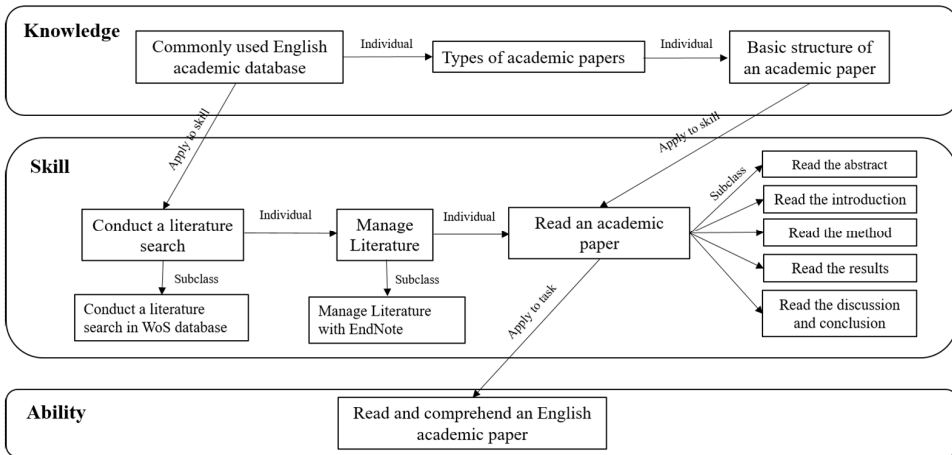 Knowledge
Commonly used English
academic database
Individual
Types of academic papers
Individual
Basic structure of
an academic paper
Apply to skill
Apply to skill
Skill
Conduct a literature
search
Individual
Manage
Literature
Individual
Read an academic
paper
Subclass
Read the abstract
Read the introduction
Read the method
Read the results
Read the discussion
and conclusion
Subclass
Conduct a literature
search in WoS database
Subclass
Manage Literature
with EndNote
Apply to task
Ability
Read and comprehend an English
academic paper